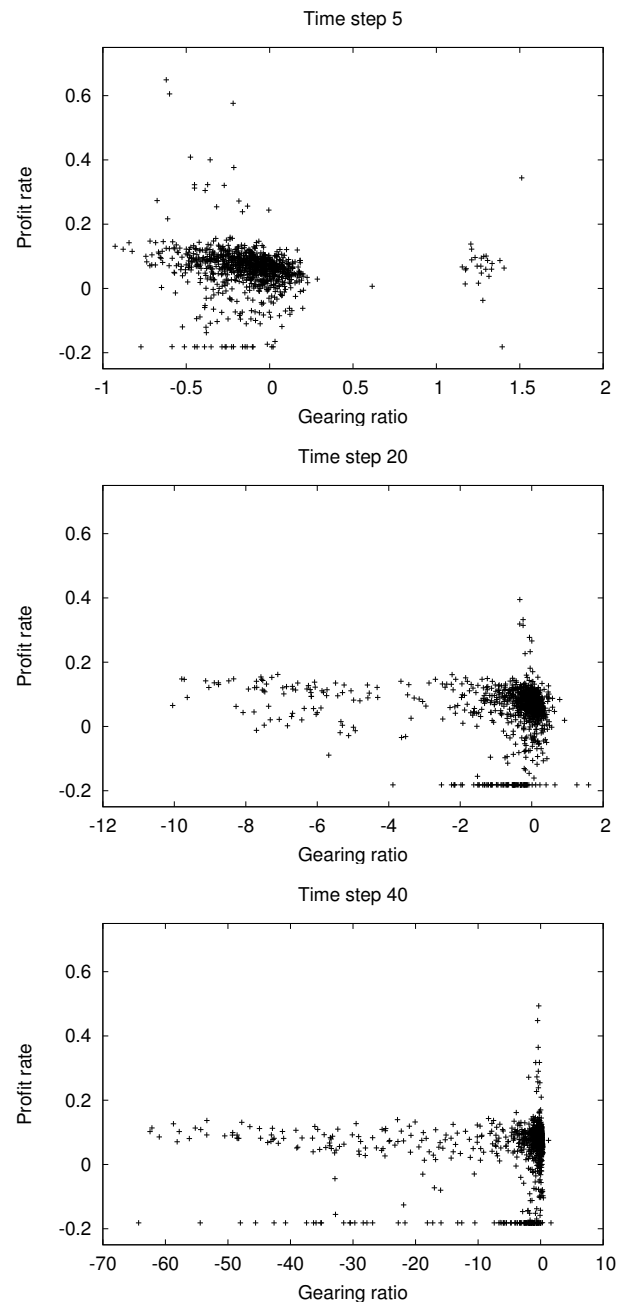 Time step 5
0.6
0.4
0.2
0
-0.2
Profit rate
-1 -0.5 0 0.5 1 1.5 2
Gearing ratio
Time step 20
0.6
0.4
0.2
0
-0.2
Profit rate
-12 -10 -8 -6 -4 -2 0 2
Gearing ratio
Time step 40
0.6
0.4
0.2
0
-0.2
Profit rate
-70 -60 -50 -40 -30 -20 -10 0 10
Gearing ratio